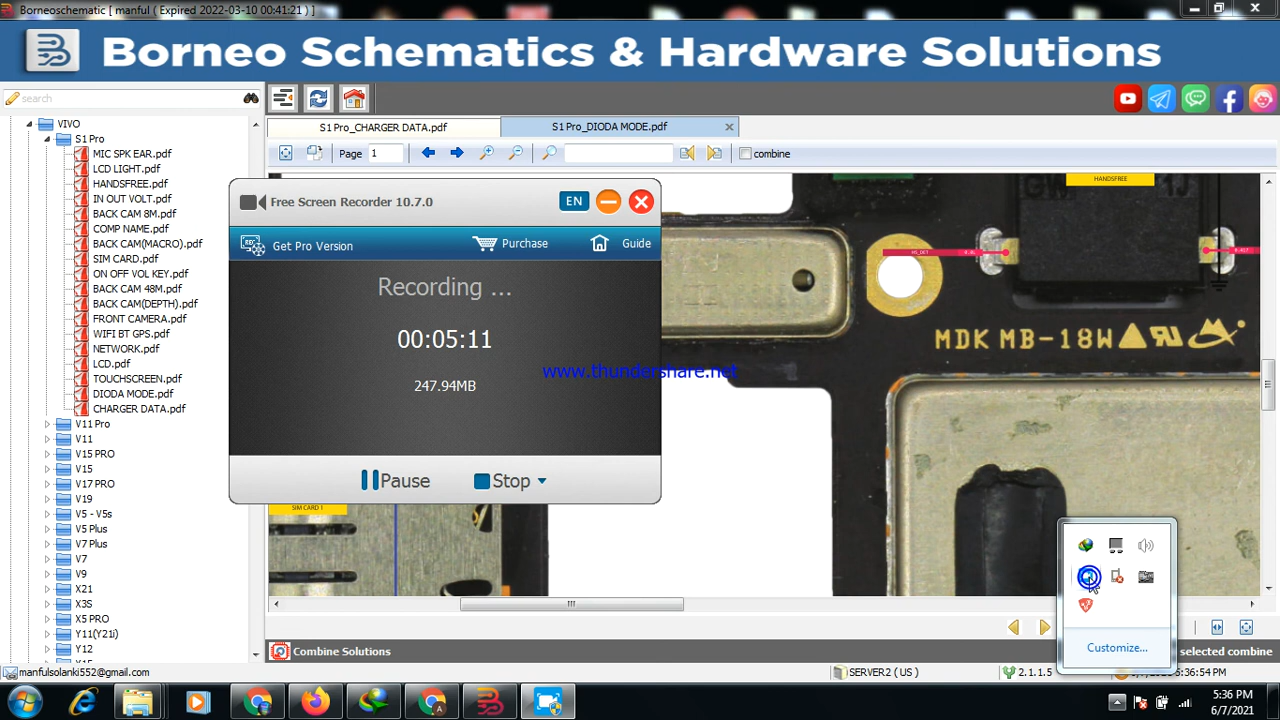 Borneoschematic [ manful ( Expired 2022-03-10 00:41:21 ) ]
Borneo Schematics & Hardware Solutions
search
S1 Pro_CHARGER DATA.pdf
S1 Pro_DIODA MODE.pdf
Page 1
combine
VIVO
S1 Pro
MIC SPK EAR.pdf
LCD LIGHT.pdf
HANDSFREE.pdf
IN OUT VOLT.pdf
BACK CAM 8M.pdf
COMP NAME.pdf
BACK CAM(MACRO).pdf
SIM CARD.pdf
ON OFF VOL KEY.pdf
BACK CAM 48M.pdf
BACK CAM(DEPTH).pdf
FRONT CAMERA.pdf
WIFI BT GPS.pdf
NETWORK.pdf
LCD.pdf
TOUCHSCREEN.pdf
DIODA MODE.pdf
CHARGER DATA.pdf
V11 Pro
V11
V15 PRO
V15
V17 PRO
V19
V5 - V5s
V5 Plus
V7 Plus
V7
V9
X21
X3S
X5 PRO
Y11(Y21i)
Y12
Free Screen Recorder 10.7.0
EN
Get Pro Version
Purchase
Guide
Recording ...
00:05:11
247.94MB
Pause
Stop
www.thundershare.net
HANDSFREE
HS_DET
MDK MB-18W
SIM CARD 1
Customize...
Combine Solutions
selected combine
manfulsolanki552@gmail.com
SERVER2 ( US )
2.1.1.5
5:36:54 PM
5:36 PM
6/7/2021